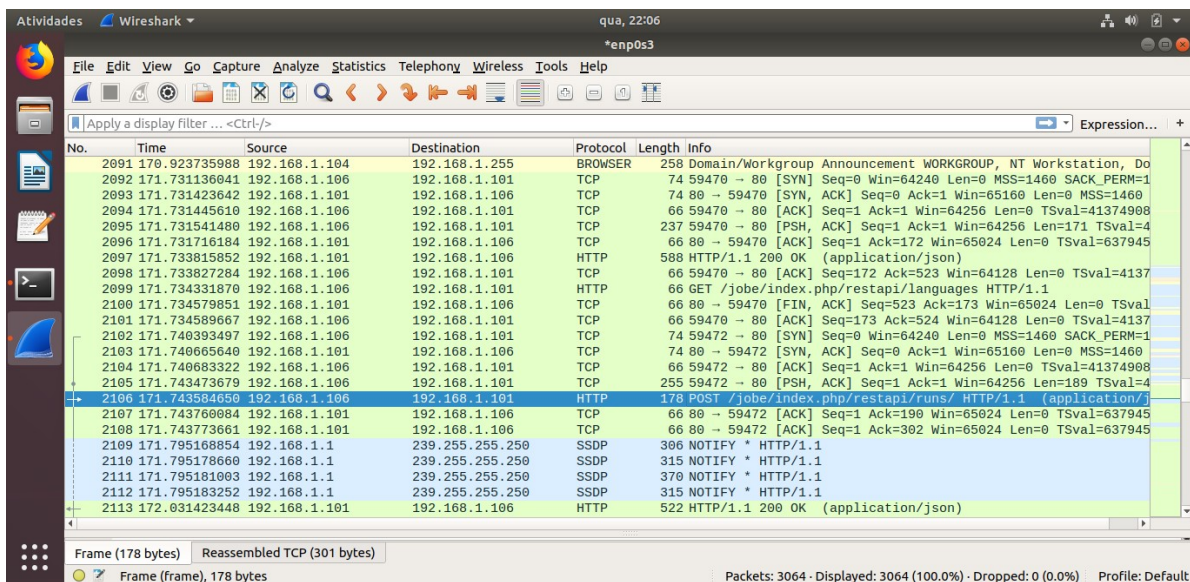 Atividades Wireshark qua, 22:06
*enp0s3
File Edit View Go Capture Analyze Statistics Telephony Wireless Tools Help
Apply a display filter ... <Ctrl-/> Expression... +
No. Time Source Destination Protocol Length Info
2091 170.923735988 192.168.1.104 192.168.1.255 BROWSER 258 Domain/Workgroup Announcement WORKGROUP, NT Workstation, Do
2092 171.731136041 192.168.1.106 192.168.1.101 TCP 74 59470 → 80 [SYN] Seq=0 Win=64240 Len=0 MSS=1460 SACK_PERM=1
2093 171.731423642 192.168.1.101 192.168.1.106 TCP 74 80 → 59470 [SYN, ACK] Seq=0 Ack=1 Win=65160 Len=0 MSS=1460
2094 171.731445610 192.168.1.106 192.168.1.101 TCP 66 59470 → 80 [ACK] Seq=1 Ack=1 Win=64256 Len=0 TSval=41374908
2095 171.731541480 192.168.1.106 192.168.1.101 TCP 237 59470 → 80 [PSH, ACK] Seq=1 Ack=1 Win=64256 Len=171 TSval=4
2096 171.731716184 192.168.1.101 192.168.1.106 TCP 66 80 → 59470 [ACK] Seq=1 Ack=172 Win=65024 Len=0 TSval=637945
2097 171.733815852 192.168.1.101 192.168.1.106 HTTP 588 HTTP/1.1 200 OK (application/json)
2098 171.733827284 192.168.1.106 192.168.1.101 TCP 66 59470 → 80 [ACK] Seq=172 Ack=523 Win=64128 Len=0 TSval=4137
2099 171.734331870 192.168.1.106 192.168.1.101 HTTP 66 GET /jobe/index.php/restapi/languages HTTP/1.1
2100 171.734579851 192.168.1.101 192.168.1.106 TCP 66 80 → 59470 [FIN, ACK] Seq=523 Ack=173 Win=65024 Len=0 TSval
2101 171.734589667 192.168.1.106 192.168.1.101 TCP 66 59470 → 80 [ACK] Seq=173 Ack=524 Win=64128 Len=0 TSval=4137
2102 171.740393497 192.168.1.106 192.168.1.101 TCP 74 59472 → 80 [SYN] Seq=0 Win=64240 Len=0 MSS=1460 SACK_PERM=1
2103 171.740665640 192.168.1.101 192.168.1.106 TCP 74 80 → 59472 [SYN, ACK] Seq=0 Ack=1 Win=65160 Len=0 MSS=1460
2104 171.740683322 192.168.1.106 192.168.1.101 TCP 66 59472 → 80 [ACK] Seq=1 Ack=1 Win=64256 Len=0 TSval=41374908
2105 171.743473679 192.168.1.106 192.168.1.101 TCP 255 59472 → 80 [PSH, ACK] Seq=1 Ack=1 Win=64256 Len=189 TSval=4
2106 171.743584650 192.168.1.106 192.168.1.101 HTTP 178 POST /jobe/index.php/restapi/runs/ HTTP/1.1 (application/j
2107 171.743760084 192.168.1.101 192.168.1.106 TCP 66 80 → 59472 [ACK] Seq=1 Ack=190 Win=65024 Len=0 TSval=637945
2108 171.743773661 192.168.1.101 192.168.1.106 TCP 66 80 → 59472 [ACK] Seq=1 Ack=302 Win=65024 Len=0 TSval=637945
2109 171.795168854 192.168.1.1 239.255.255.250 SSDP 306 NOTIFY * HTTP/1.1
2110 171.795178660 192.168.1.1 239.255.255.250 SSDP 315 NOTIFY * HTTP/1.1
2111 171.795181003 192.168.1.1 239.255.255.250 SSDP 370 NOTIFY * HTTP/1.1
2112 171.795183252 192.168.1.1 239.255.255.250 SSDP 315 NOTIFY * HTTP/1.1
2113 172.031423448 192.168.1.101 192.168.1.106 HTTP 522 HTTP/1.1 200 OK (application/json)
Frame (178 bytes) Reassembled TCP (301 bytes)
Frame (frame), 178 bytes Packets: 3064 · Displayed: 3064 (100.0%) · Dropped: 0 (0.0%) Profile: Default